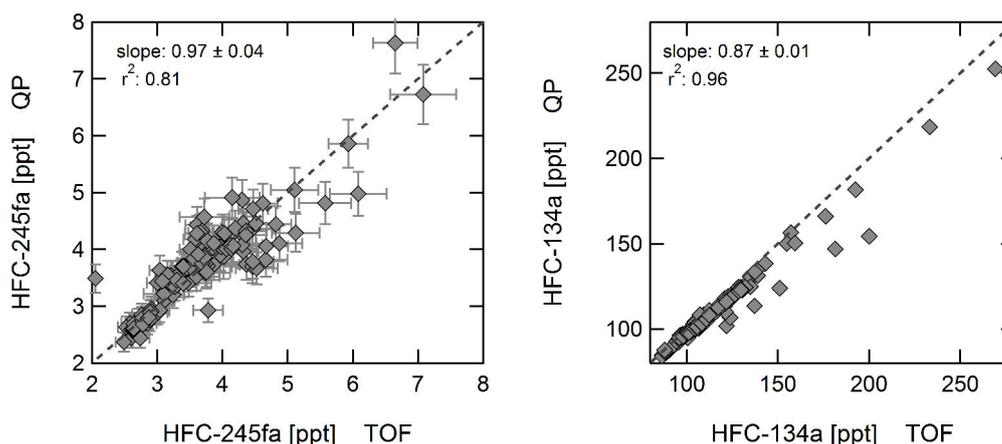 slope: 0.97 ± 0.04
r²: 0.81
HFC-245fa [ppt] QP
8
7
6
5
4
3
2
2 3 4 5 6 7 8
HFC-245fa [ppt] TOF
slope: 0.87 ± 0.01
r²: 0.96
HFC-134a [ppt] QP
250
200
150
100
100 150 200 250
HFC-134a [ppt] TOF